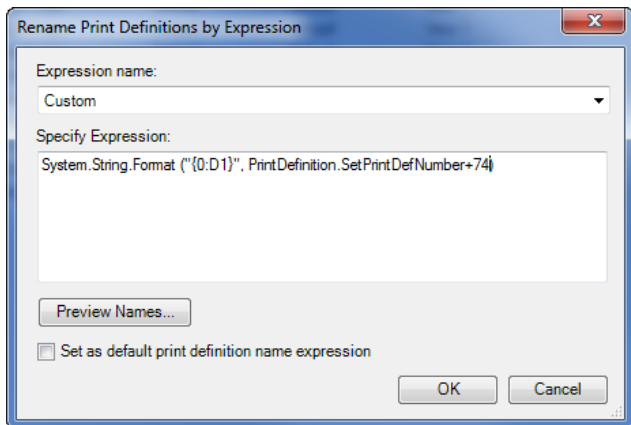 Rename Print Definitions by Expression
Expression name:
Custom
Specify Expression:
System.String.Format ("{0:D1}", PrintDefinition.SetPrintDefNumber+74)
Preview Names...
Set as default print definition name expression
OK Cancel